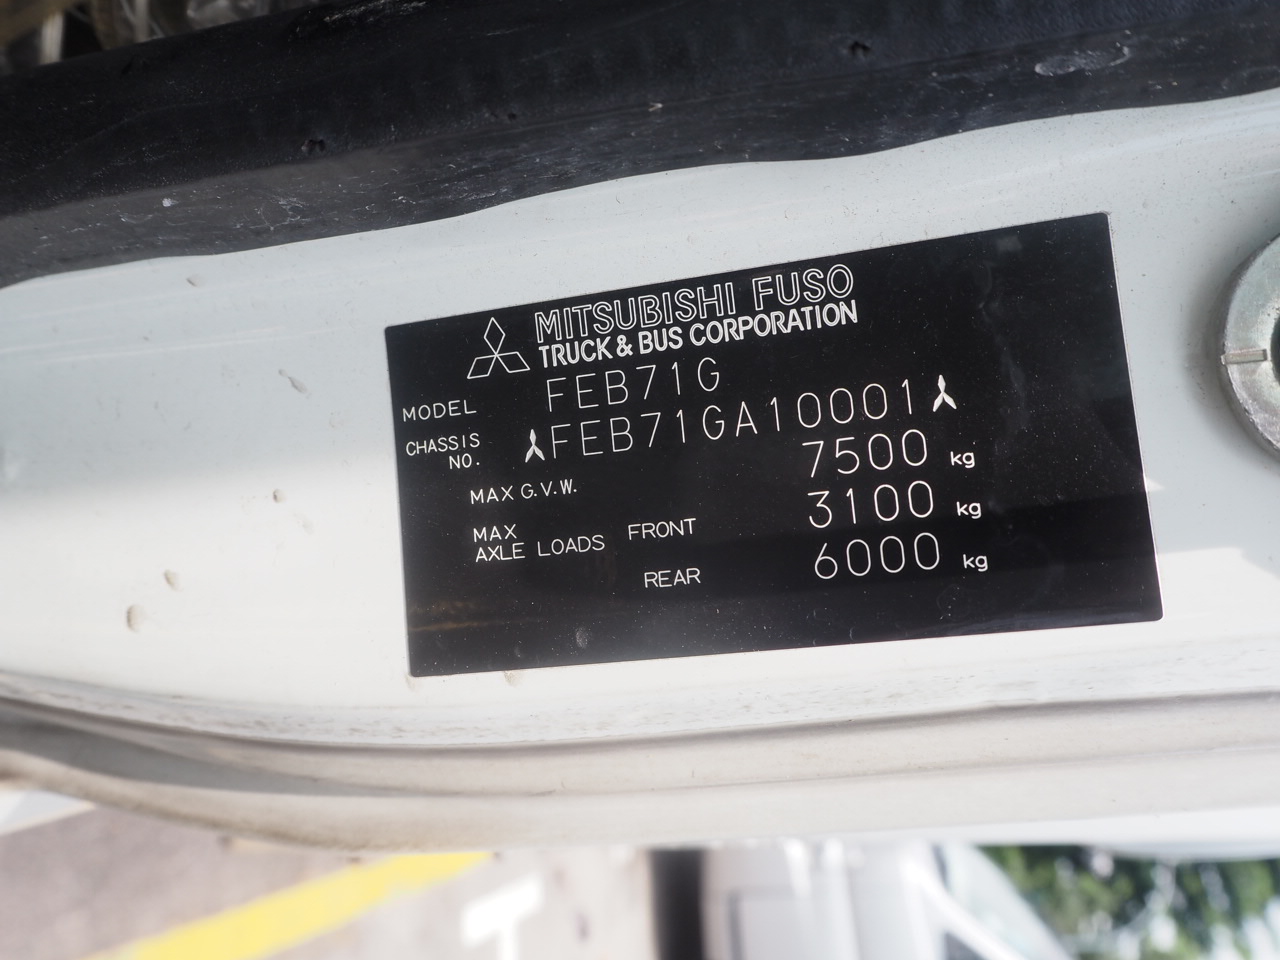 MITSUBISHI FUSO
TRUCK & BUS CORPORATION
MODEL FEB71G
CHASSIS NO. FEB71GA10001
MAX G.V.W. 7500 kg
MAX AXLE LOADS FRONT 3100 kg
REAR 6000 kg